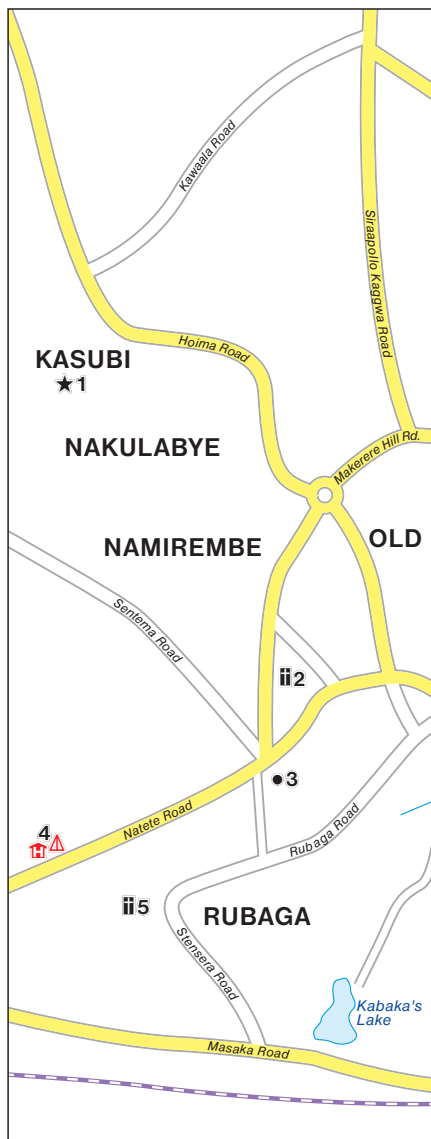 Kawaala Road
Siraapollo Kaggwa Road
Hoima Road
KASUBI
1
Makerere Hill Rd.
NAKULABYE
NAMIREMBE
OLD
Sentema Road
2
3
Natete Road
4
Rubaga Road
5
RUBAGA
Stensera Road
Kabaka's
Lake
Masaka Road